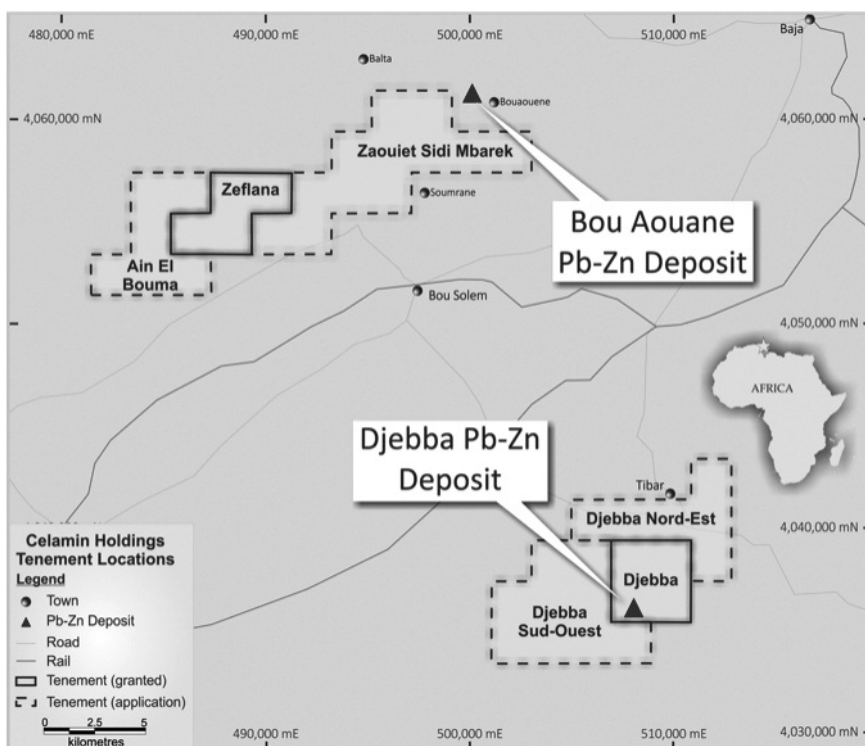 480,000 mE
490,000 mE
500,000 mE
510,000 mE
Baja
Balta
Bouaouene
4,060,000 mN
4,060,000 mN
Zaouiet Sidi Mbarek
Zeflana
Soumrane
Bou Aouane
Pb-Zn Deposit
Ain El
Bouma
Bou Solem
4,050,000 mN
AFRICA
Djebba Pb-Zn
Deposit
Tibar
Djebba Nord-Est
4,040,000 mN
Djebba
Djebba
Sud-Ouest
Celamin Holdings
Tenement Locations
Legend
Town
Pb-Zn Deposit
Road
Rail
Tenement (granted)
Tenement (application)
0 2.5 5
kilometres
490,000 mE
500,000 mE
510,000 mE
4,030,000 mN